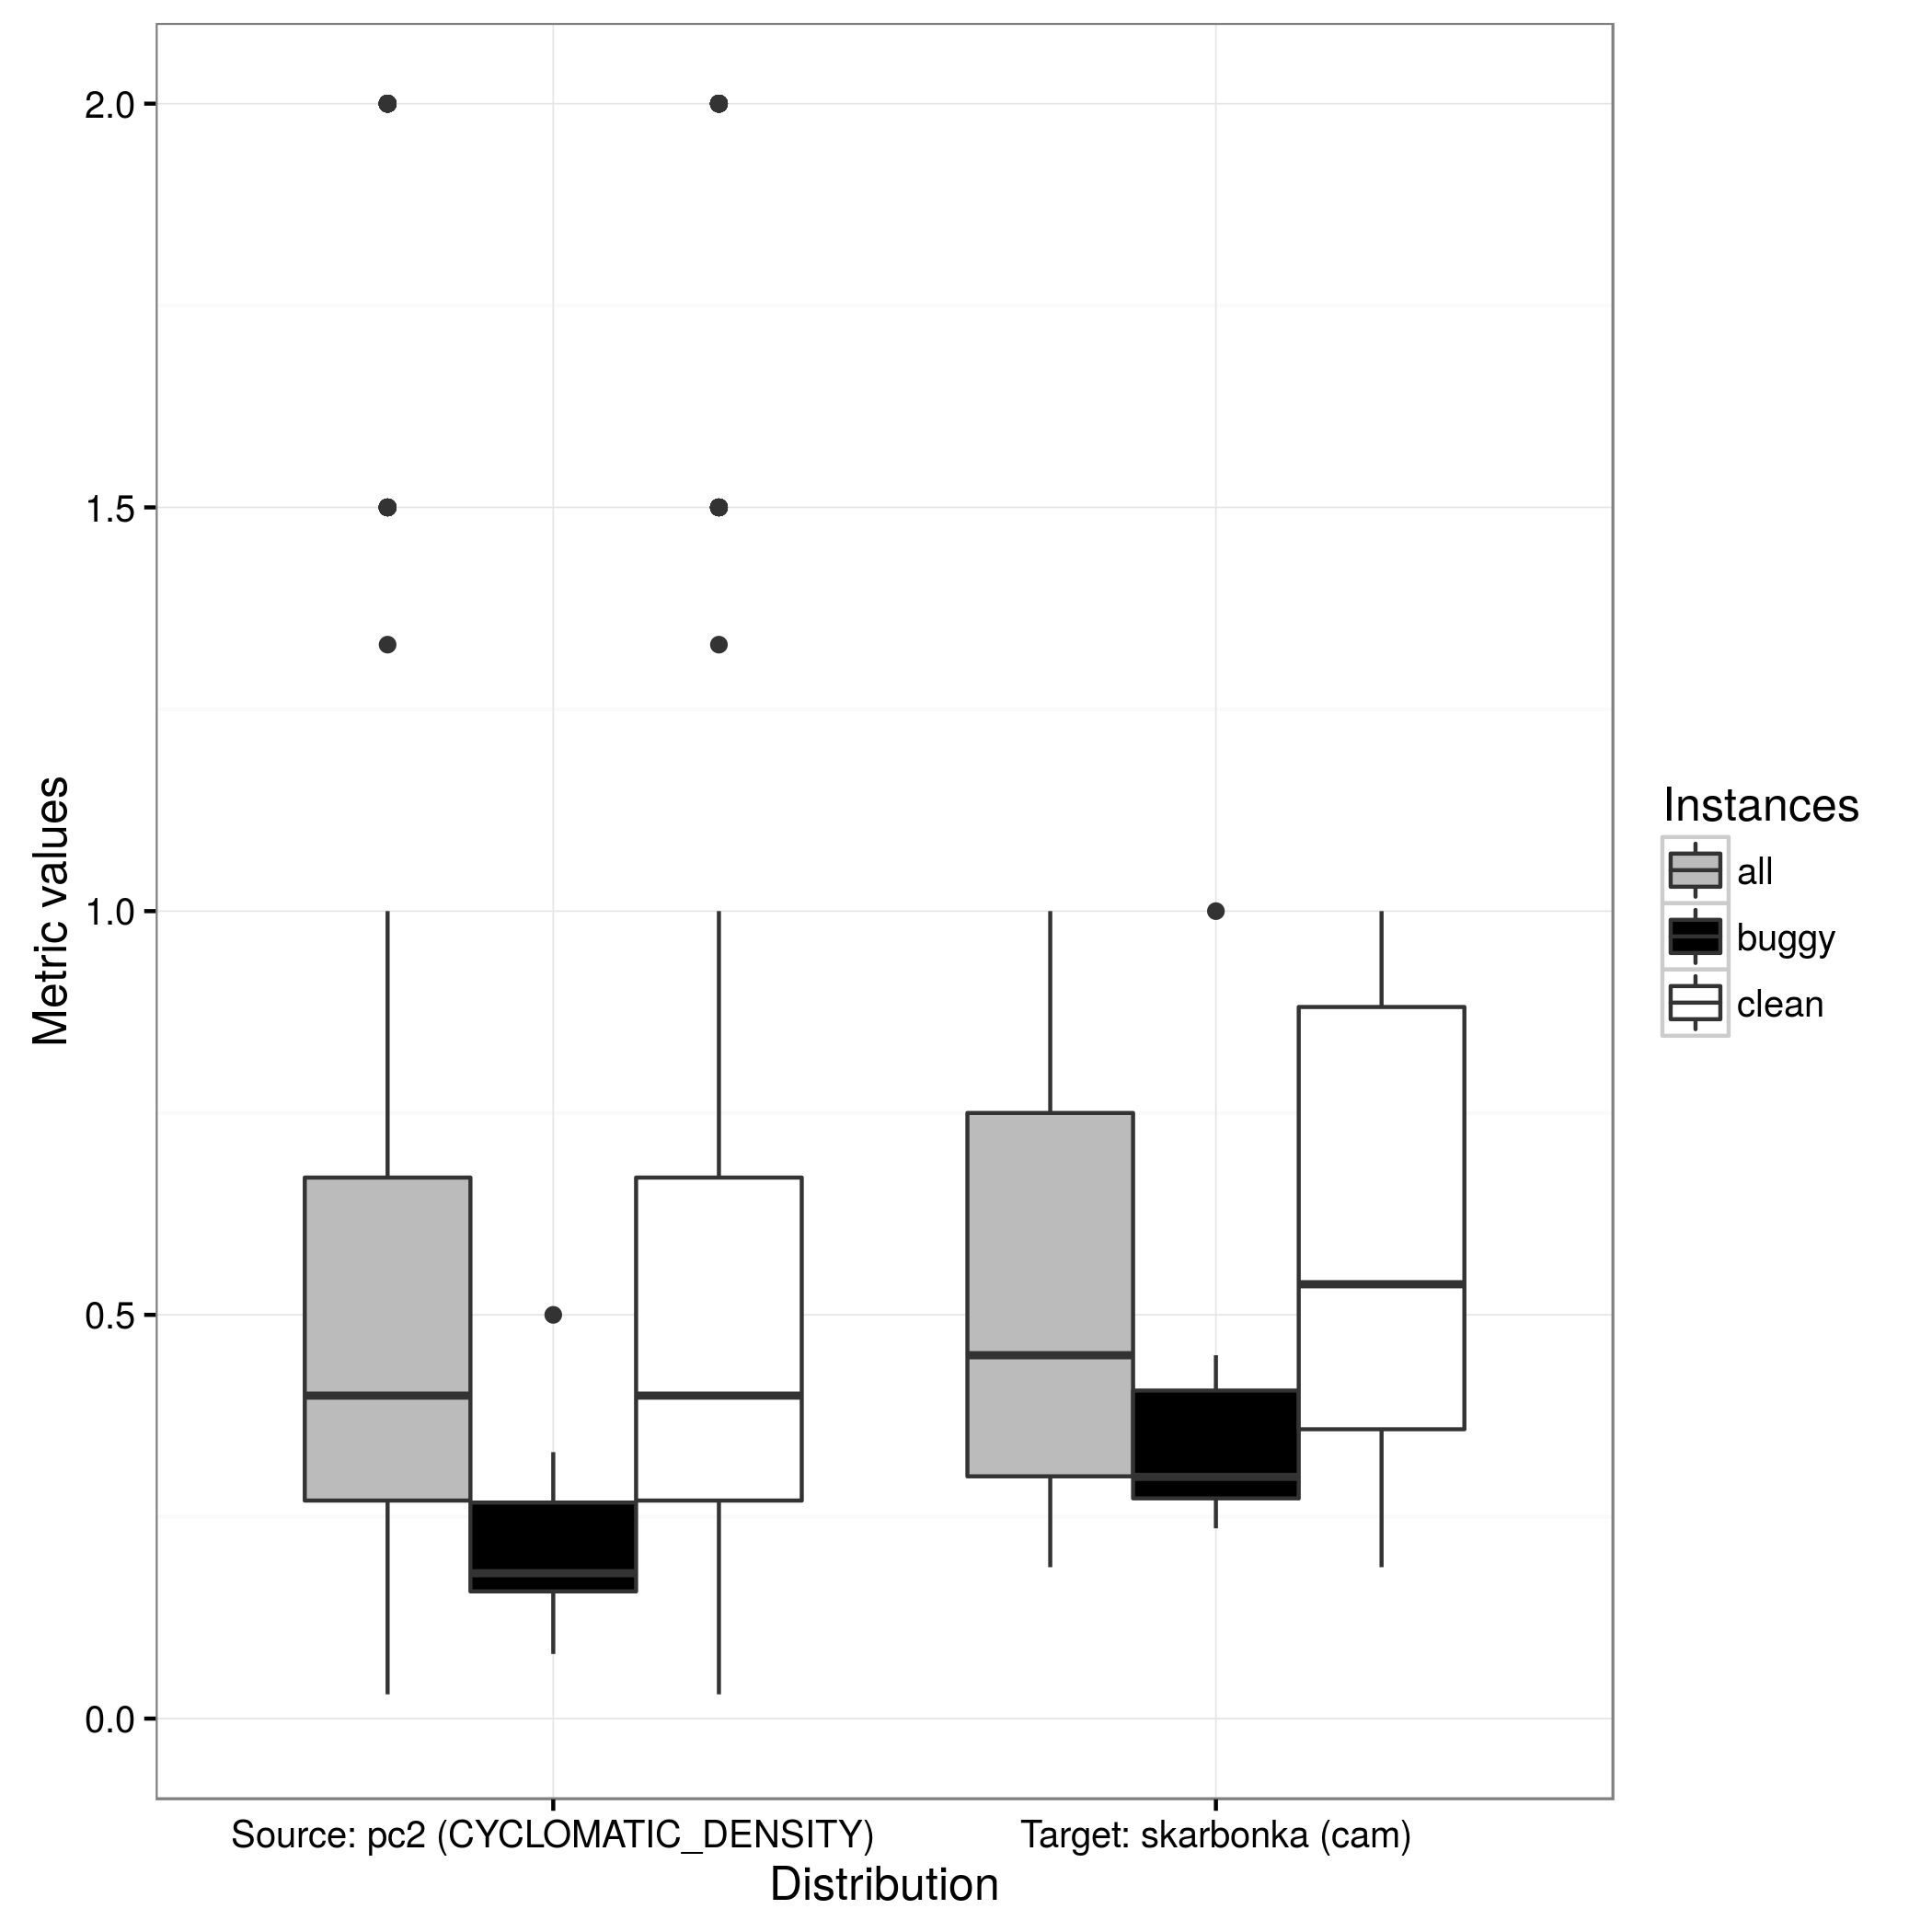 2.0
1.5
1.0
0.5
0.0
Metric values
Source: pc2 (CYCLOMATIC_DENSITY)
Target: skarbonka (cam)
Distribution
Instances
all
buggy
clean